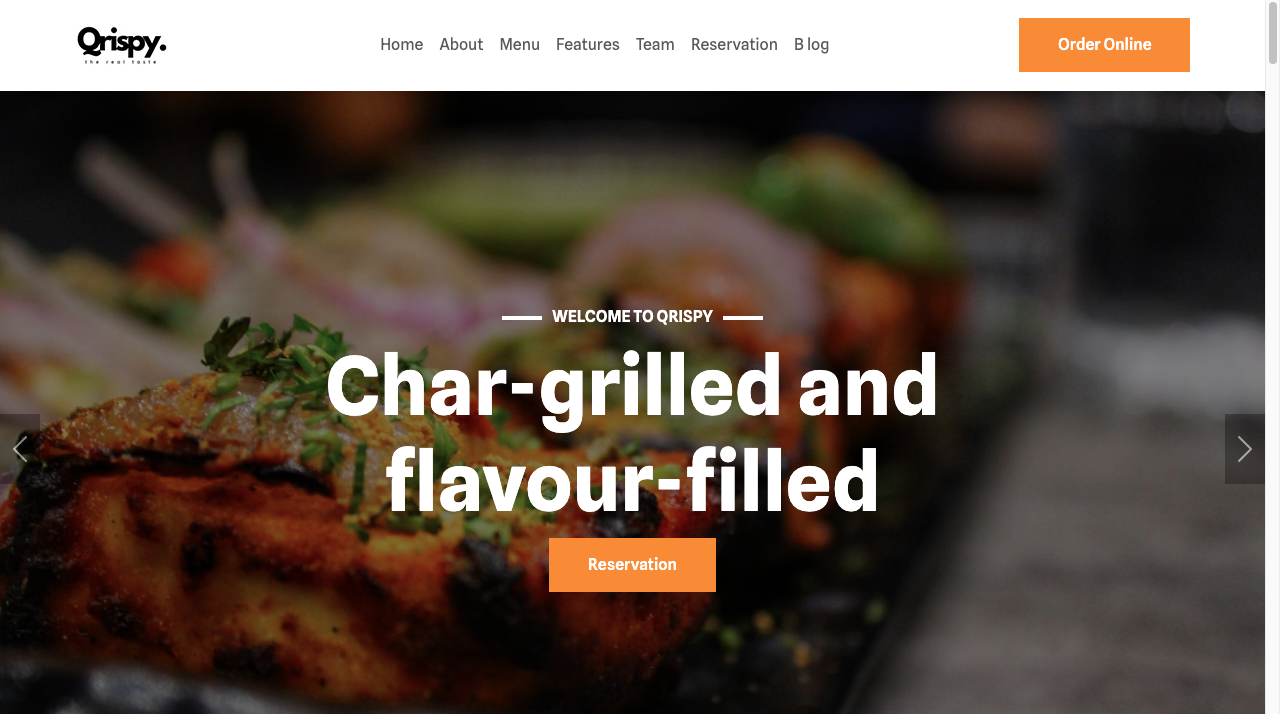 Qrispy.
the real taste
Home About Menu Features Team Reservation B log
Order Online
WELCOME TO QRISPY
Char-grilled and
flavour-filled
Reservation